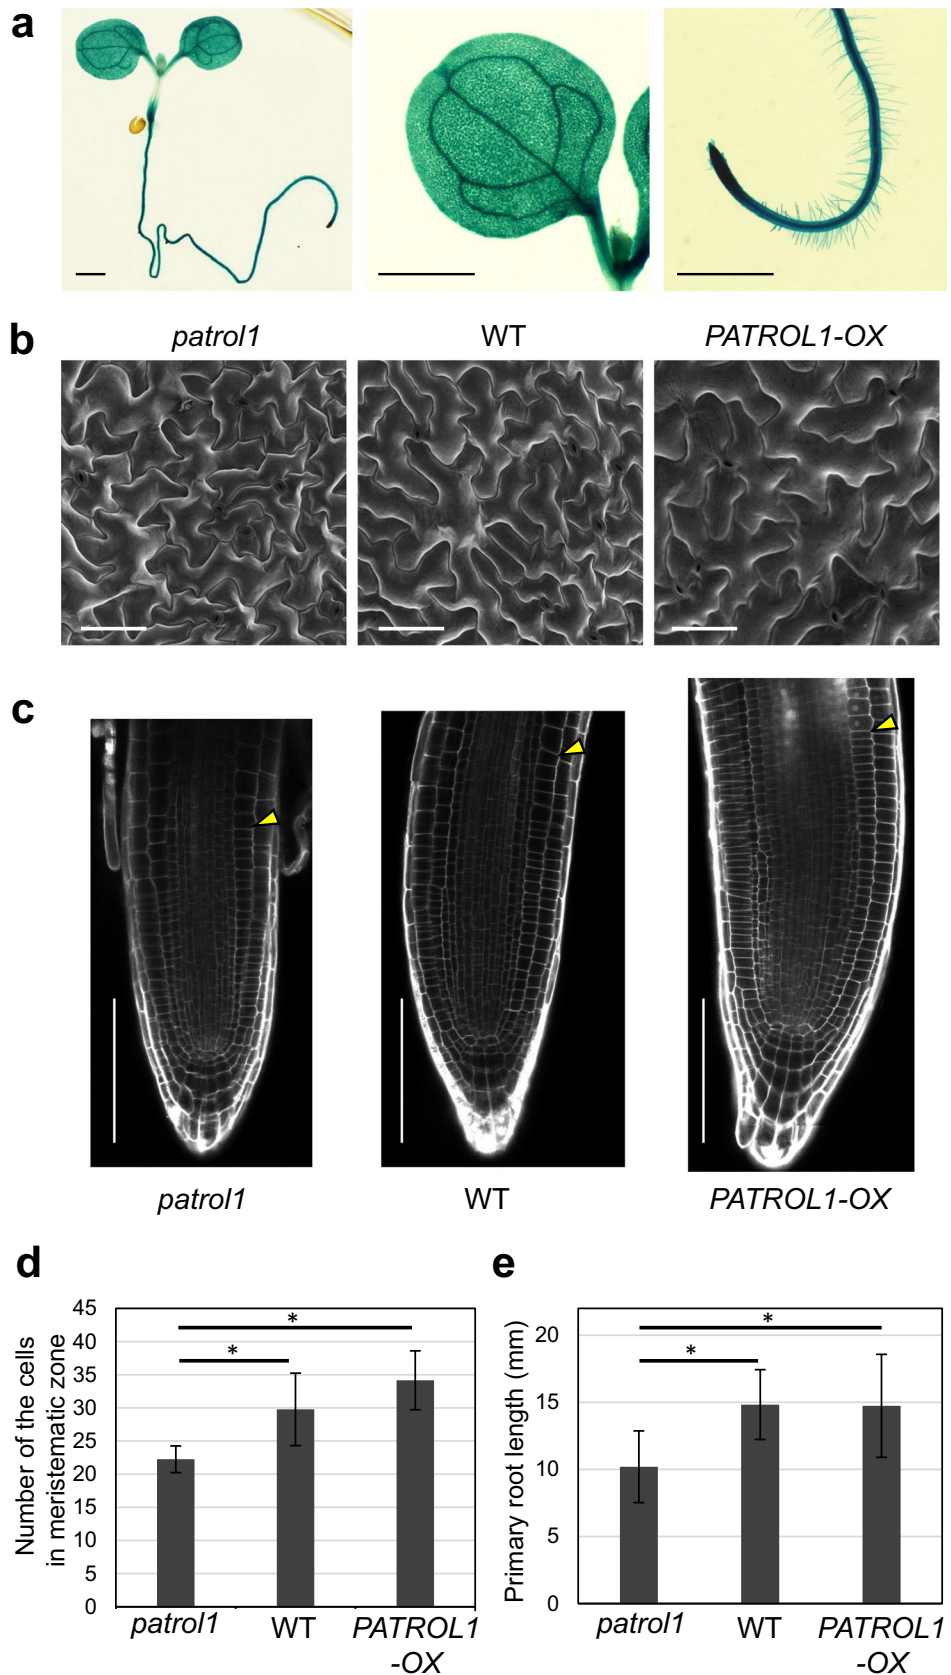 a
b
patrol1 WT PATROL1-OX
c
patrol1 WT PATROL1-OX
d
Number of the cells
in meristematic zone
45
40
35
30
25
20
15
10
5
0
* 
*
patrol1 WT PATROL1
-OX
e
Primary root length (mm)
20
15
10
5
0
*
*
patrol1 WT PATROL1
-OX